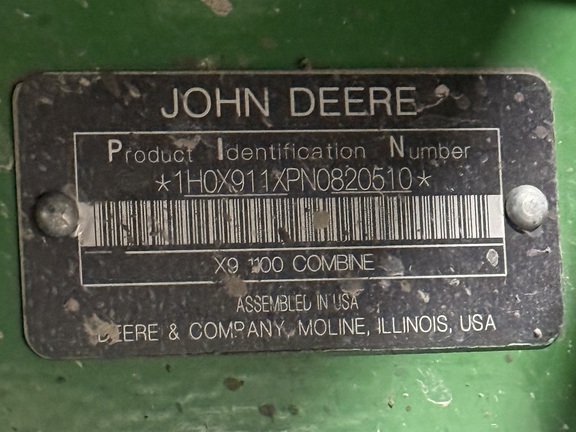 JOHN DEERE
Product Identification Number
*1H0X911XPN0820510*
X9 1100 COMBINE
ASSEMBLED IN USA
DEERE & COMPANY, MOLINE, ILLINOIS, USA